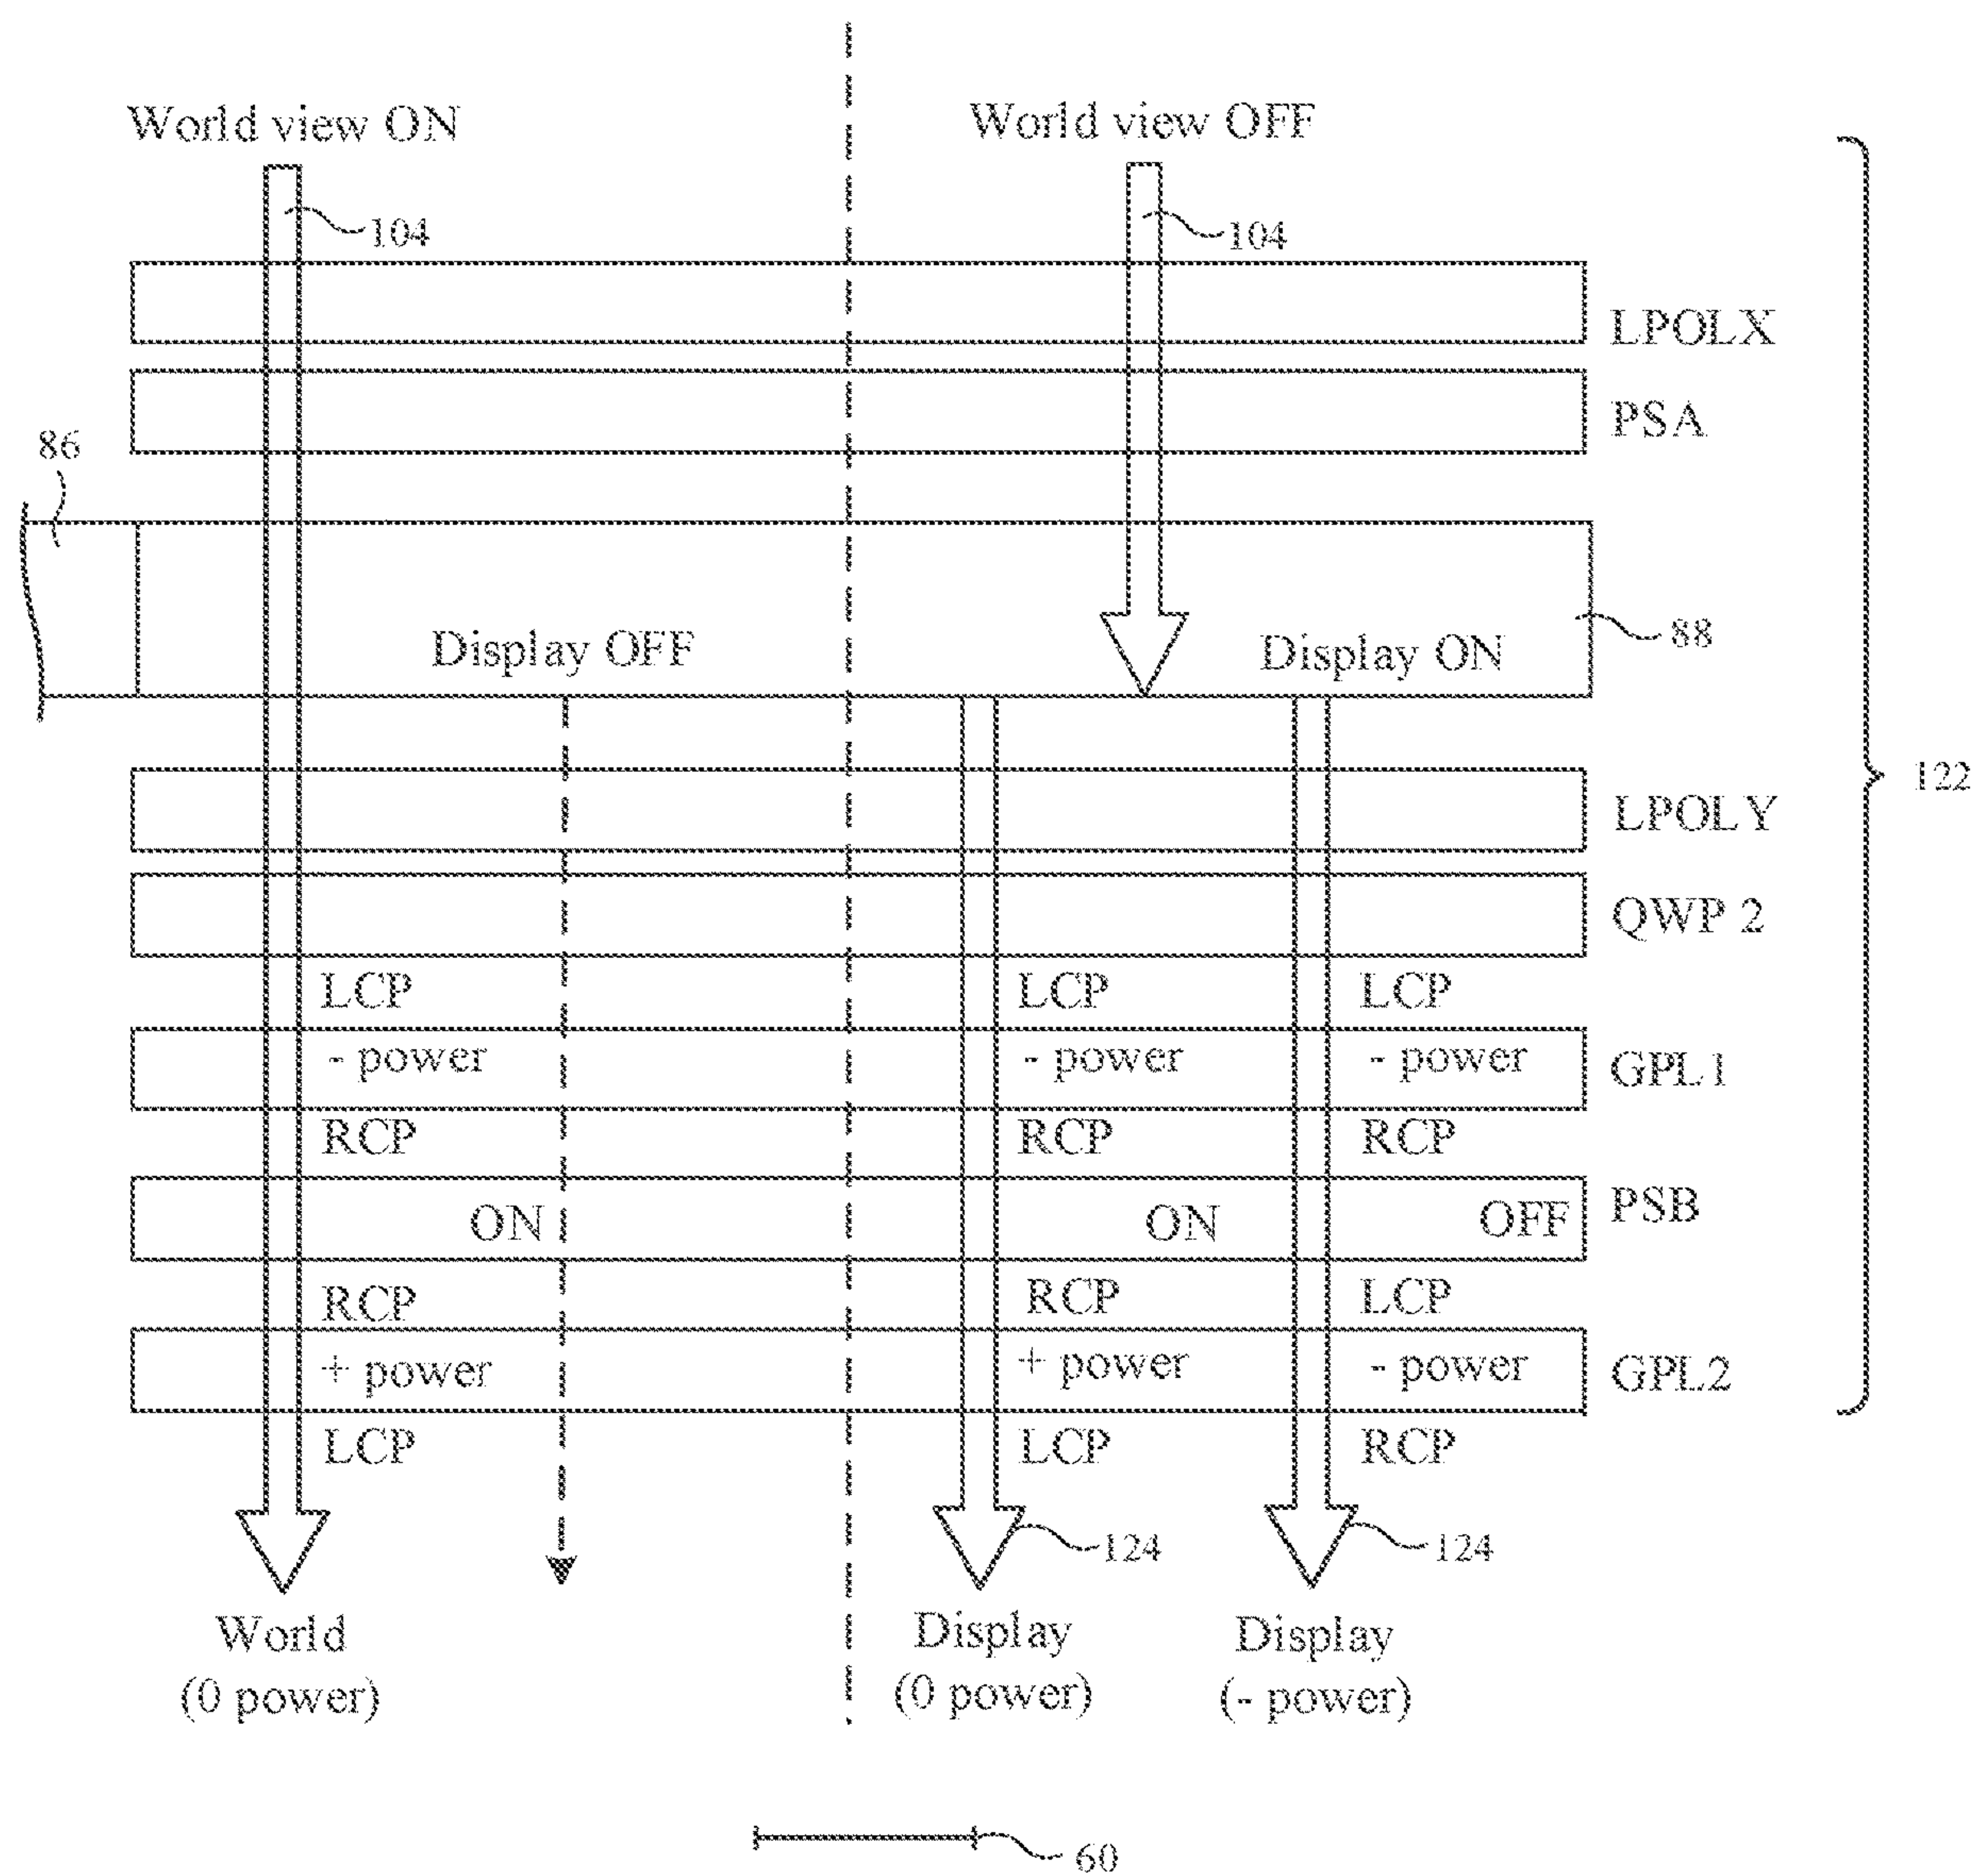 World view ON
World view OFF
104
104
LPOLX
PSA
86
Display OFF
Display ON
88
LPOLY
122
QWP 2
LCP
LCP
LCP
- power
- power
- power
GPL1
RCP
RCP
RCP
PSB
ON
ON
OFF
RCP
RCP
LCP
+ power
+ power
- power
GPL2
LCP
LCP
RCP
124
124
World
(0 power)
Display
(0 power)
Display
(- power)
60